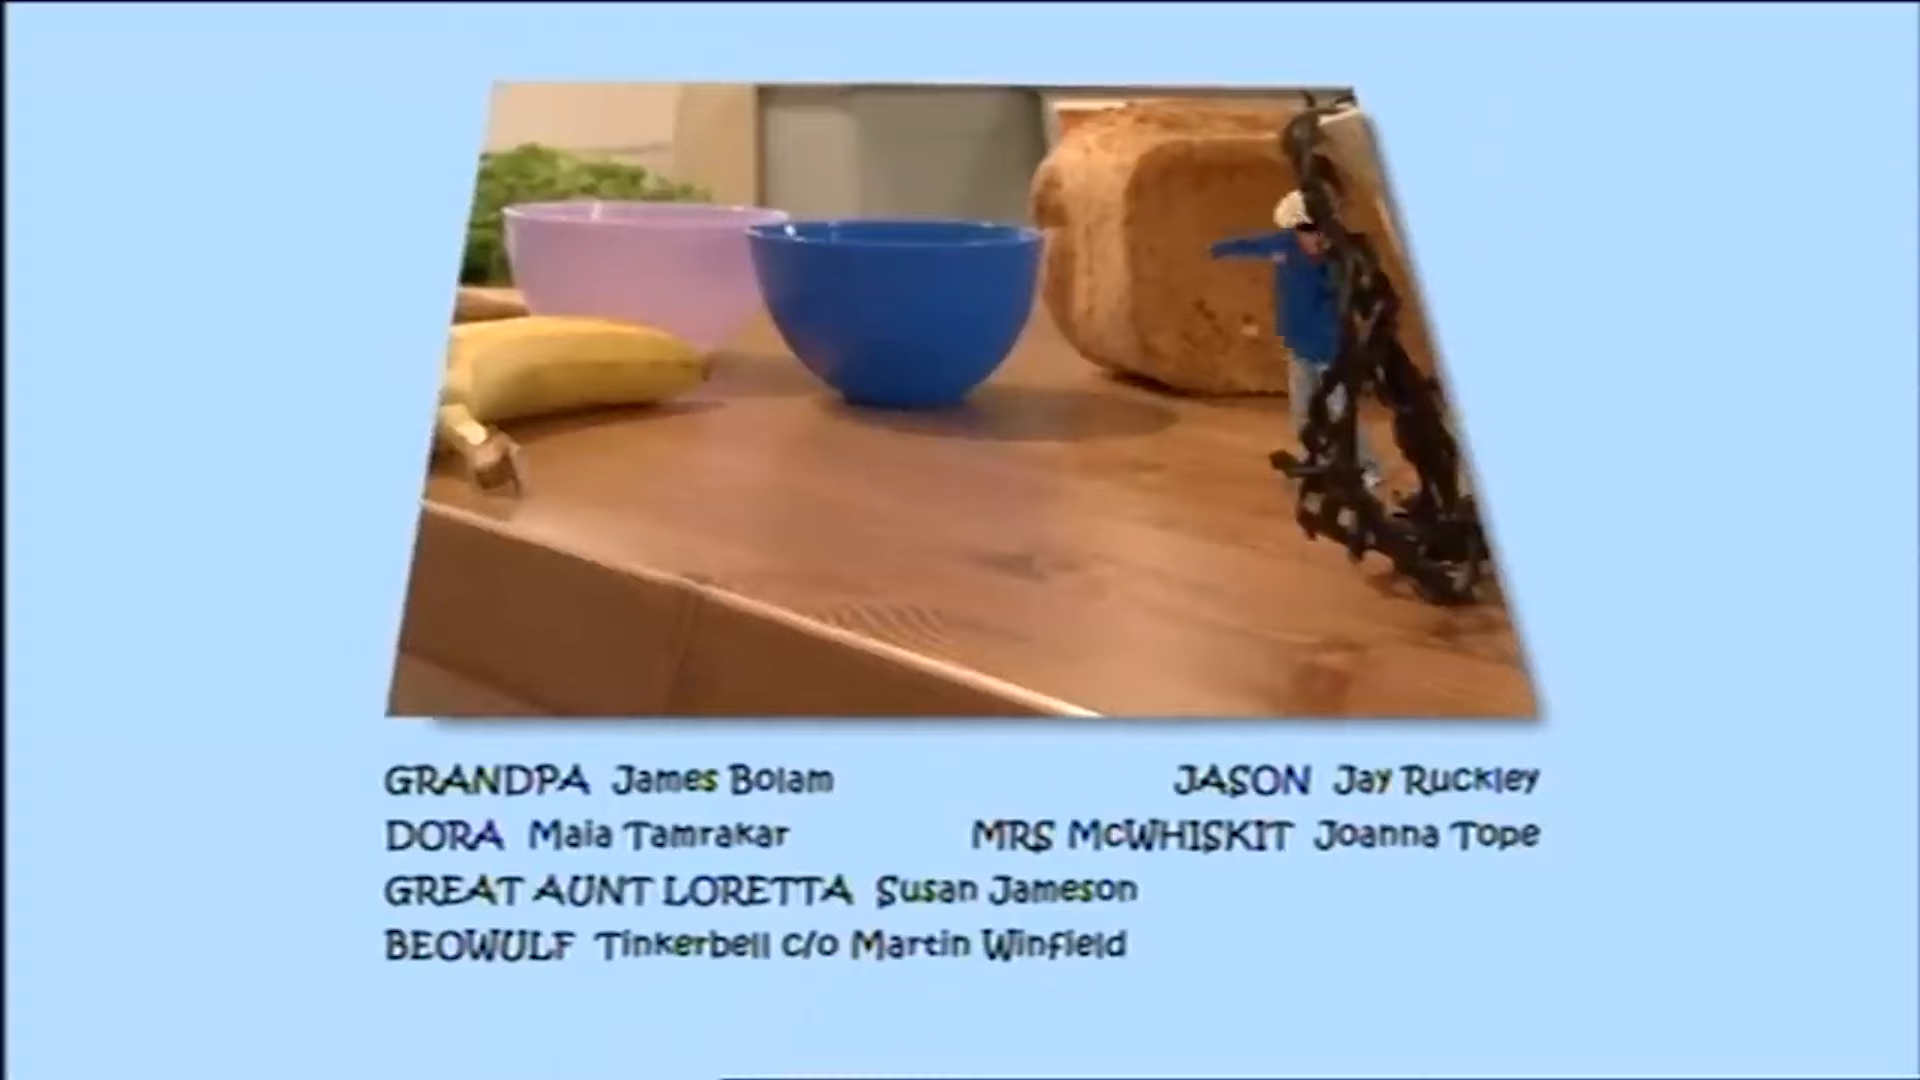 GRANDPA James Bolam JASON Jay Ruckley
DORA Maia Tamrakar MRS McWHISKIT Joanna Tope
GREAT AUNT LORETTA Susan Jameson
BEOWULF Tinkerbell c/o Martin Winfield